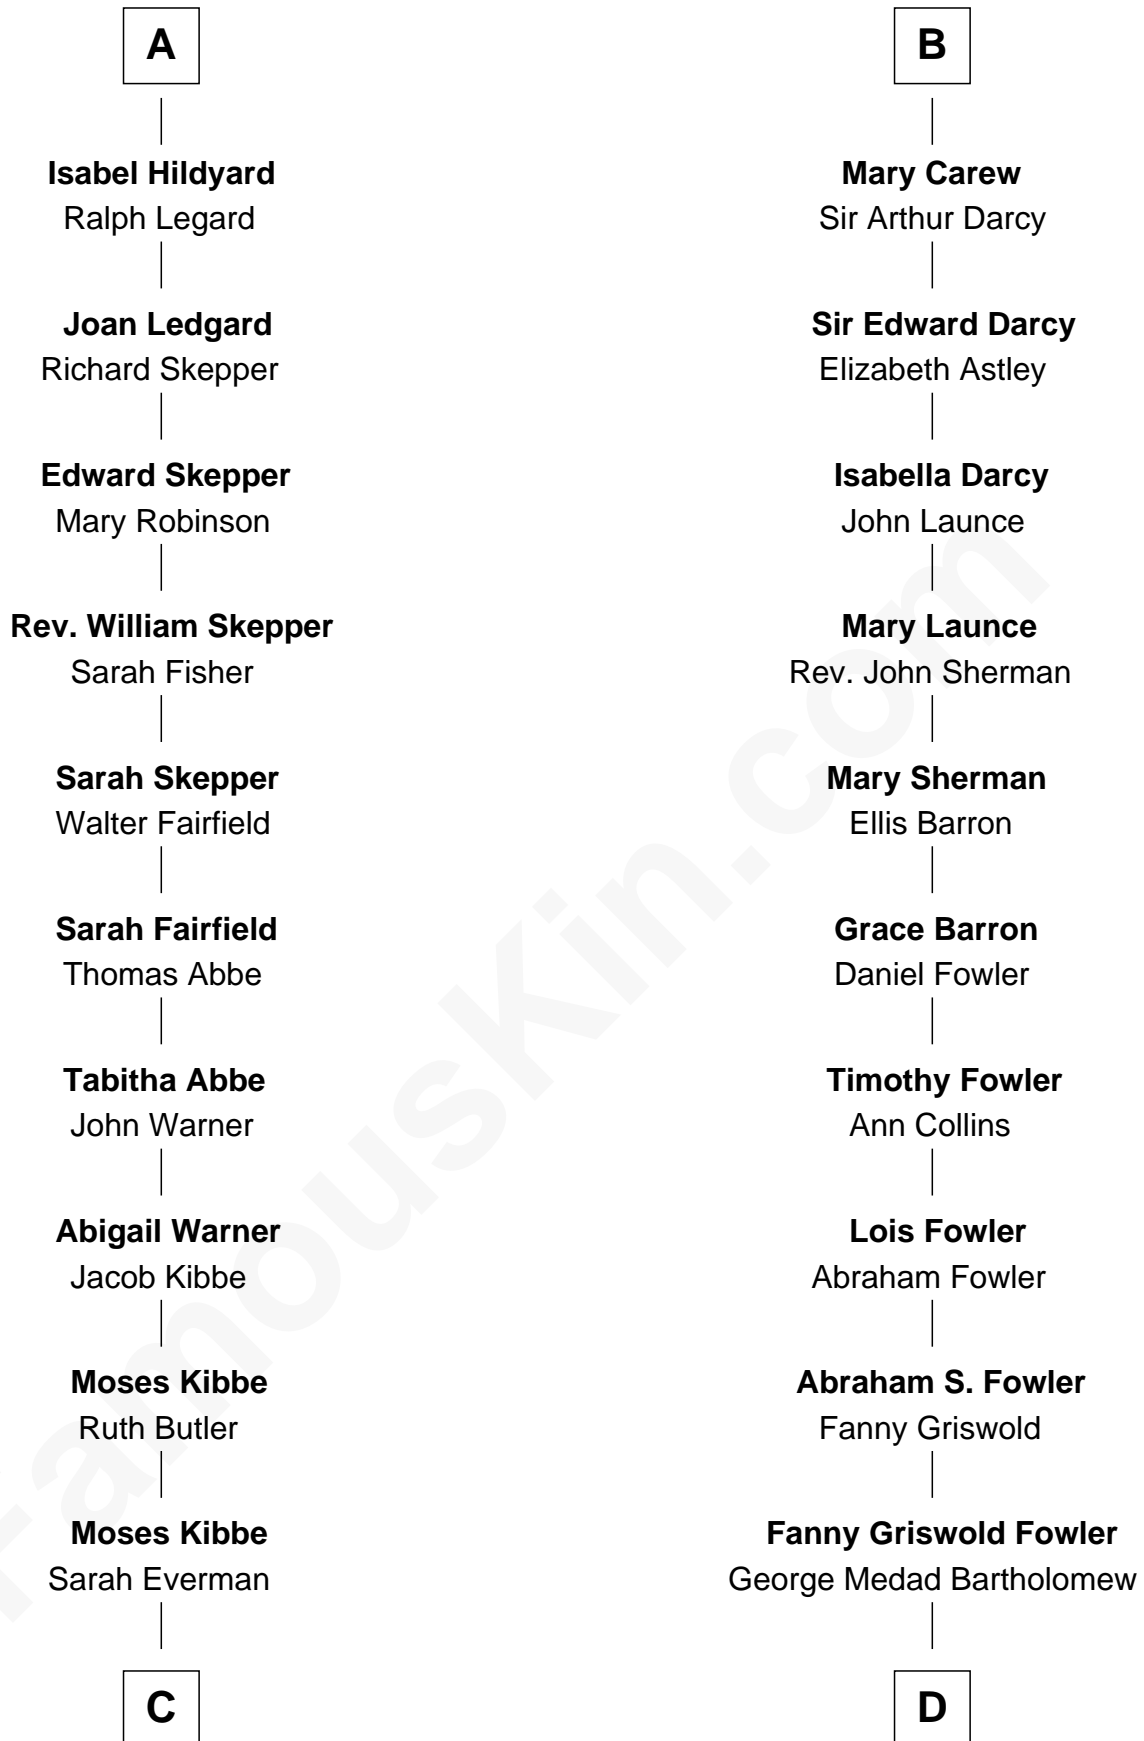 A
Isabel Hildyard
Ralph Legard
Joan Ledgard
Richard Skepper
Edward Skepper
Mary Robinson
Rev. William Skepper
Sarah Fisher
Sarah Skepper
Walter Fairfield
Sarah Fairfield
Thomas Abbe
Tabitha Abbe
John Warner
Abigail Warner
Jacob Kibbe
Moses Kibbe
Ruth Butler
Moses Kibbe
Sarah Everman
C
B
Mary Carew
Sir Arthur Darcy
Sir Edward Darcy
Elizabeth Astley
Isabella Darcy
John Launce
Mary Launce
Rev. John Sherman
Mary Sherman
Ellis Barron
Grace Barron
Daniel Fowler
Timothy Fowler
Ann Collins
Lois Fowler
Abraham Fowler
Abraham S. Fowler
Fanny Griswold
Fanny Griswold Fowler
George Medad Bartholomew
D
FamousKin.com